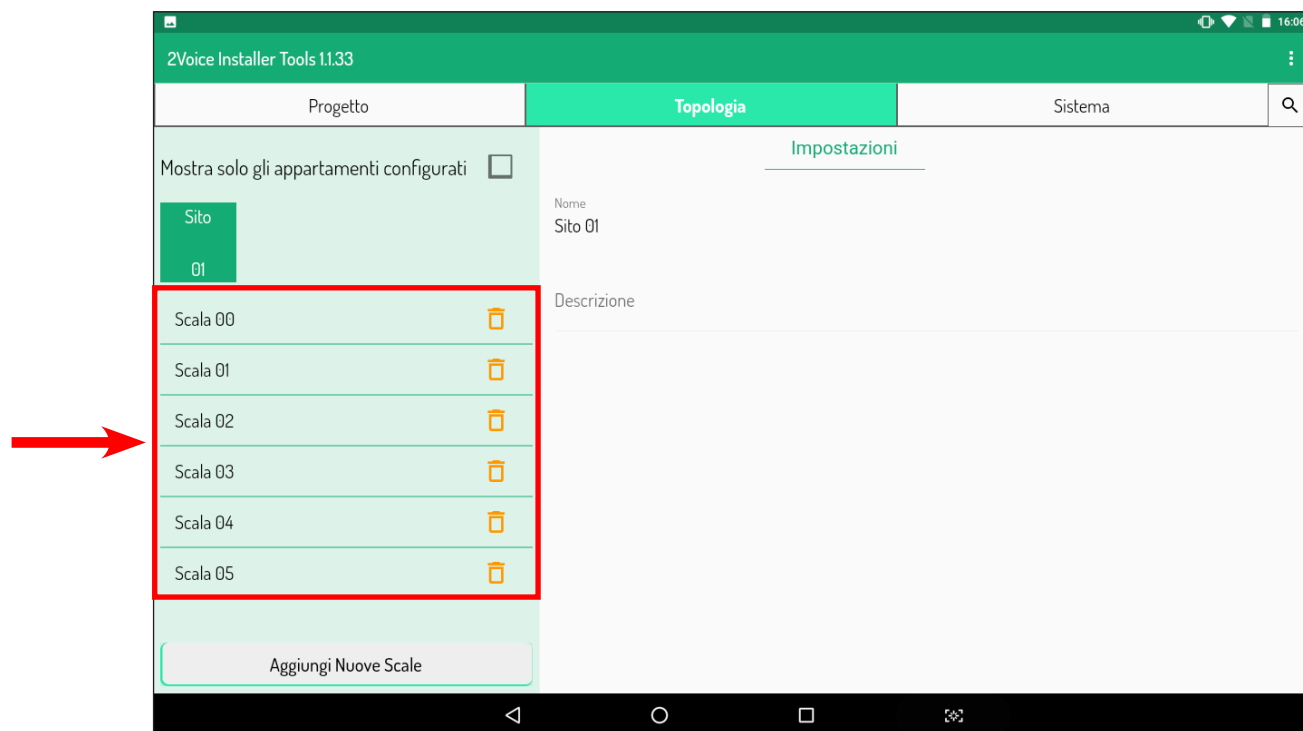 16:06
2Voice Installer Tools 1.1.33
Progetto
Topologia
Sistema
Mostra solo gli appartamenti configurati
Impostazioni
Sito
01
Nome
Sito 01
Descrizione
Scala 00
Scala 01
Scala 02
Scala 03
Scala 04
Scala 05
Aggiungi Nuove Scale